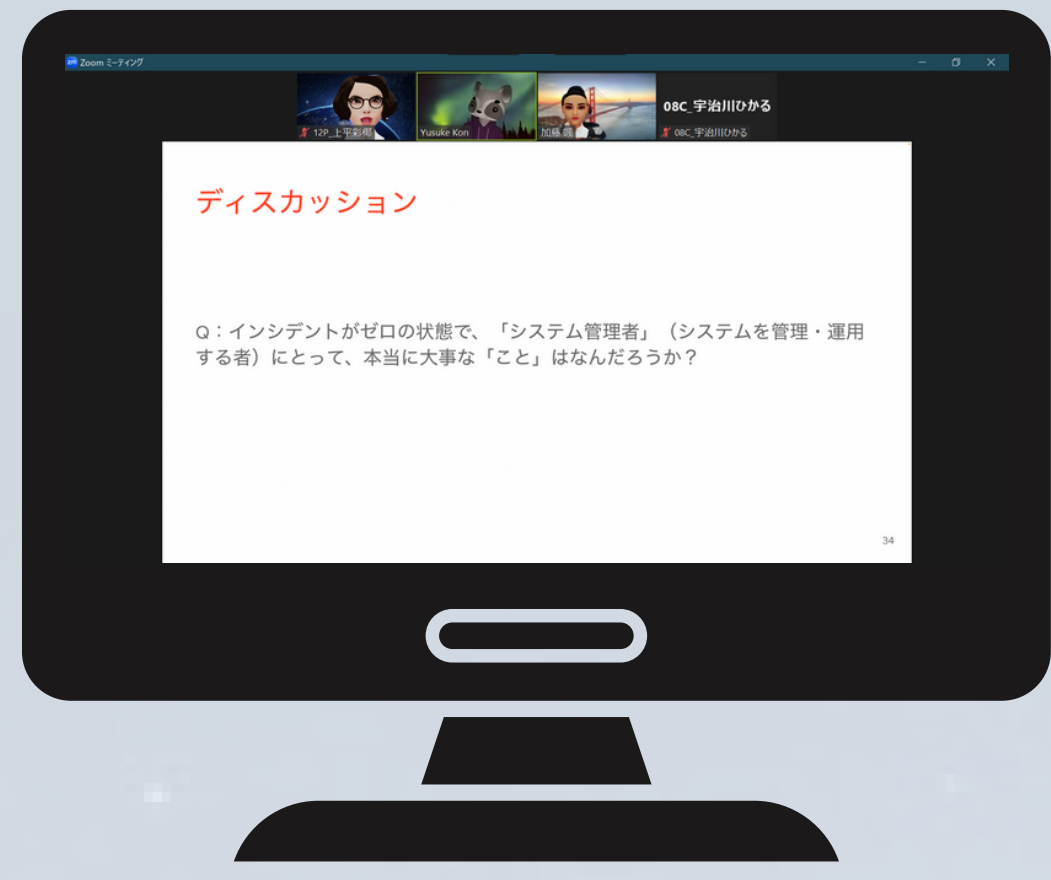 Zoom ミーティング
12P_上平彩
Yusuke Kon
加藤
08C_宇治川ひかる
08C_宇治川ひかる
ディスカッション
Q：インシデントがゼロの状態で、「システム管理者」（システムを管理・運用
する者）にとって、本当に大事な「こと」はなんだろうか？
34